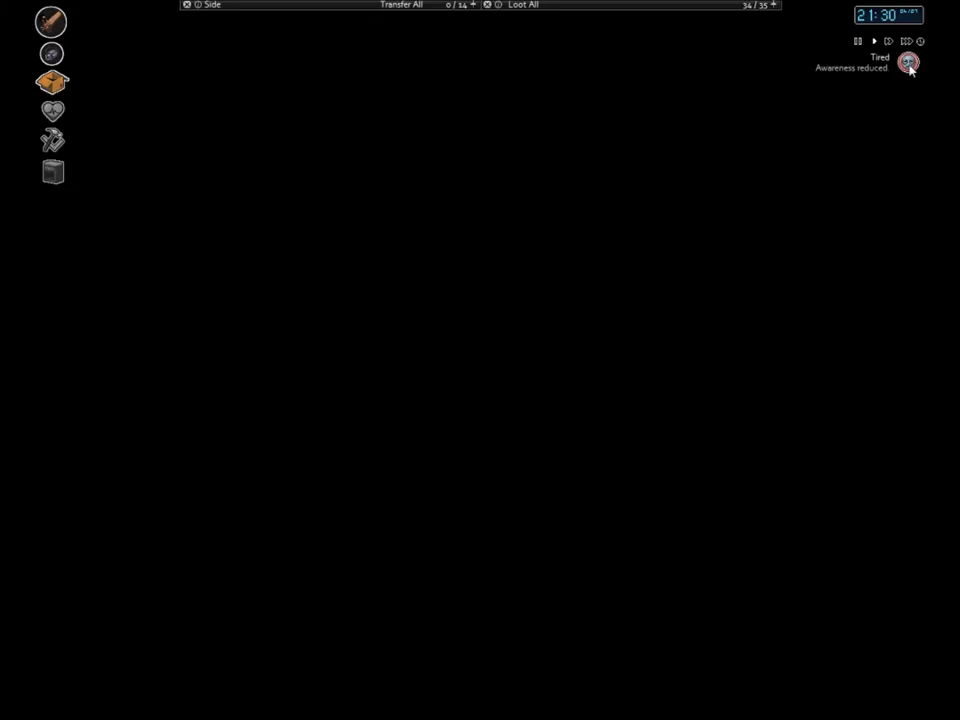 Side Transfer All 0 / 14 Loot All 34 / 35
21:30
Tired
Awareness reduced.